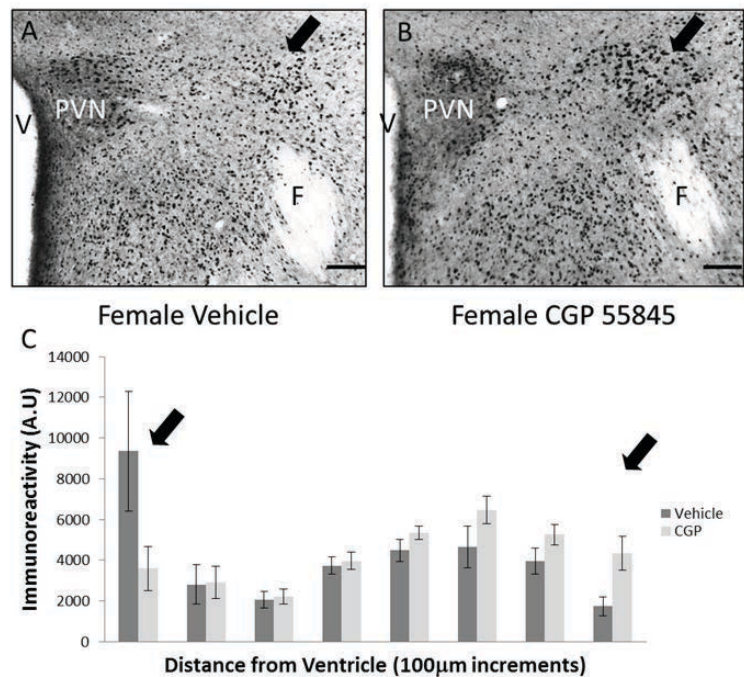 A
B
PVN
PVN
V
V
F
F
Female Vehicle
Female CGP 55845
C
14000
12000
10000
8000
6000
4000
2000
0
Immunoreactivity (A.U)
Vehicle
CGP
Distance from Ventricle (100µm increments)